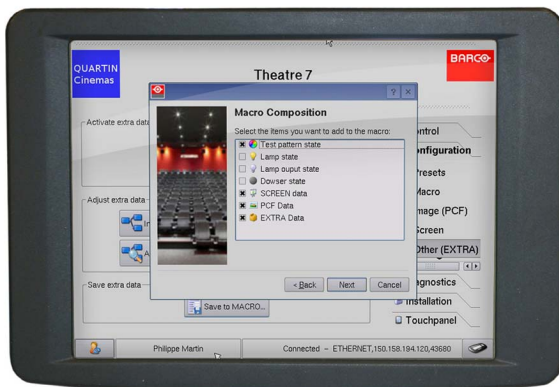 QUARTIN
Cinemas
Theatre 7
BARCO
Activate extra data
Macro Composition
Select the items you want to add to the macro:
Test pattern state
Lamp state
Lamp ouput state
Dowser state
SCREEN data
PCF Data
EXTRA Data
< Back
Next
Cancel
Adjust extra data
Save extra data
Save to MACRO...
ntrol
nfiguration
resets
Macro
mage (PCF)
Screen
Other (EXTRA)
agnostics
Installation
Touchpanel
Philippe Martin
Connected - ETHERNET,150.158.194.120,43680